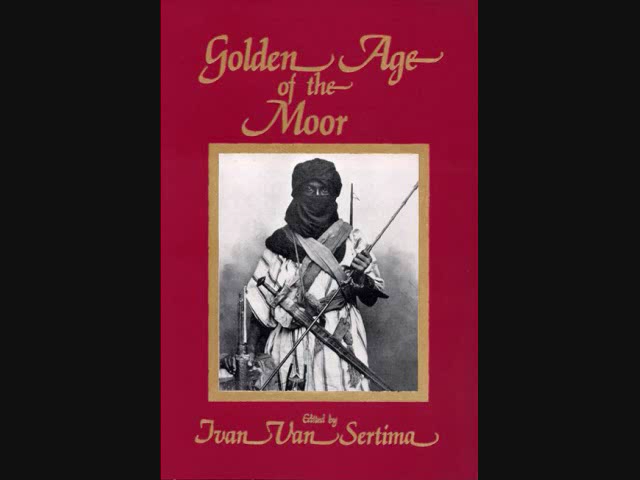 Golden Age
of the
Moor
Edited by
Ivan Van Sertima